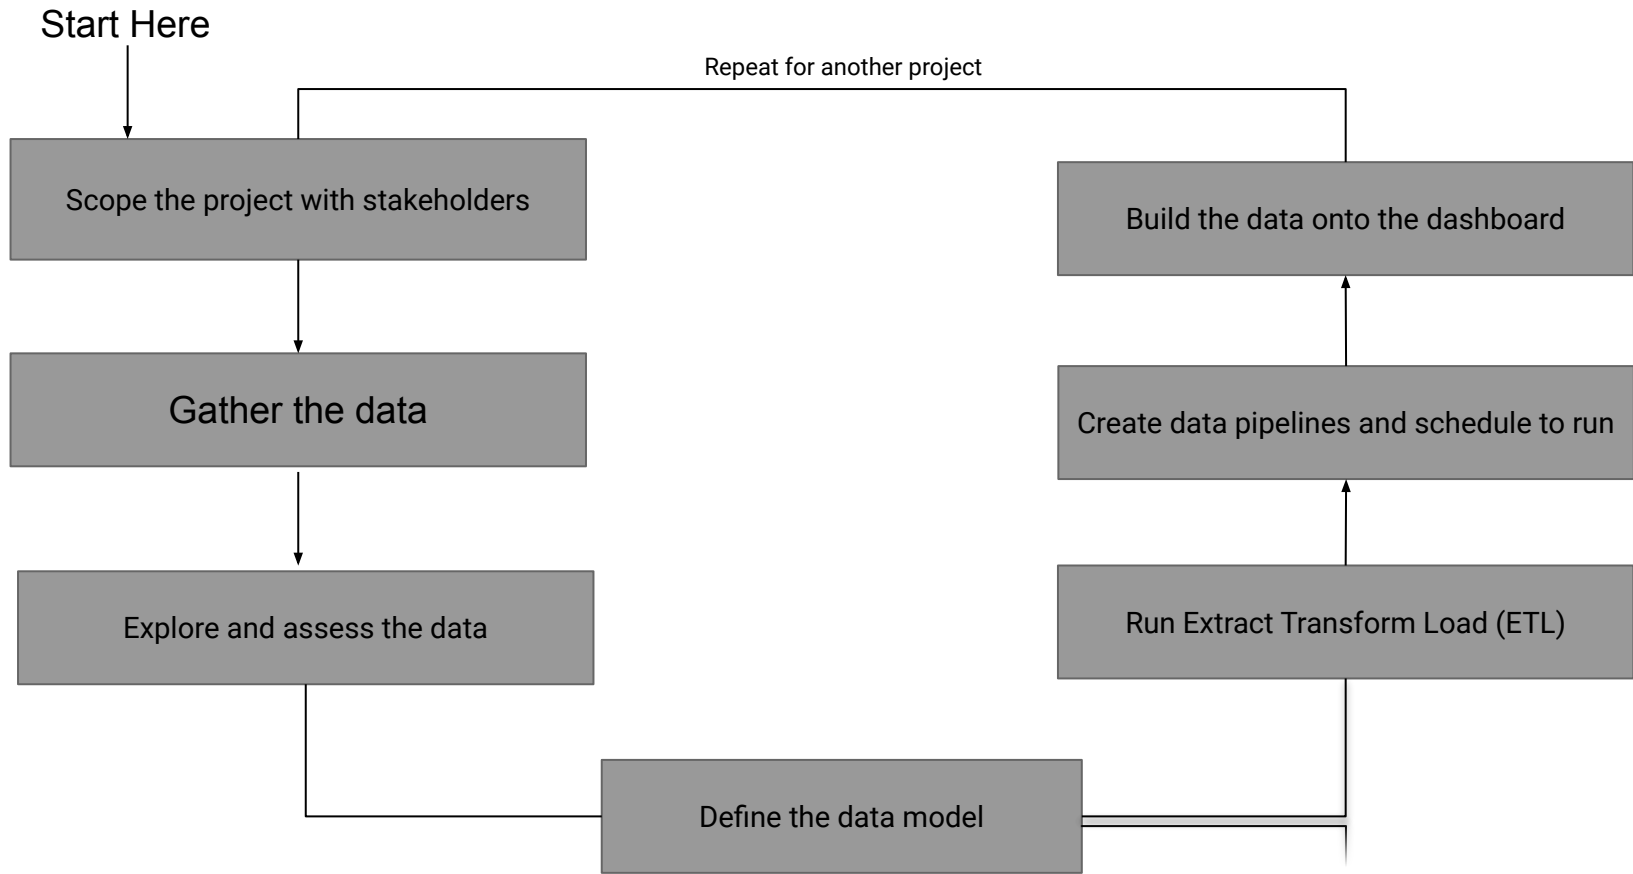 Start Here
Repeat for another project
Scope the project with stakeholders
Gather the data
Explore and assess the data
Define the data model
Run Extract Transform Load (ETL)
Create data pipelines and schedule to run
Build the data onto the dashboard